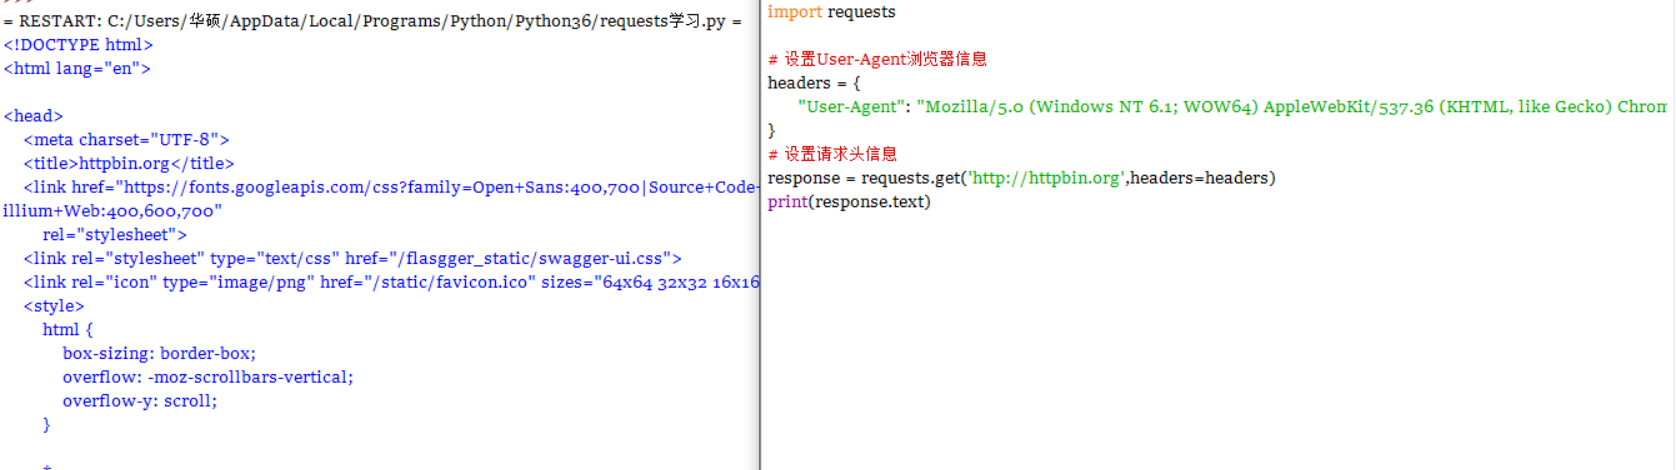 = RESTART: C:/Users/华硕/AppData/Local/Programs/Python/Python36/requests学习.py =
<!DOCTYPE html>
<html lang="en">
<head>
<meta charset="UTF-8">
<title>httpbin.org</title>
<link href="https://fonts.googleapis.com/css?family=Open+Sans:400,700|Source+Code-
illium+Web:400,600,700"
rel="stylesheet">
<link rel="stylesheet" type="text/css" href="/flasgger_static/swagger-ui.css">
<link rel="icon" type="image/png" href="/static/favicon.ico" sizes="64x64 32x32 16x16
<style>
html {
box-sizing: border-box;
overflow: -moz-scrollbars-vertical;
overflow-y: scroll;
}
import requests
# 设置User-Agent浏览器信息
headers = {
"User-Agent": "Mozilla/5.0 (Windows NT 6.1; WOW64) AppleWebKit/537.36 (KHTML, like Gecko) Chrom
}
# 设置请求头信息
response = requests.get('http://httpbin.org',headers=headers)
print(response.text)